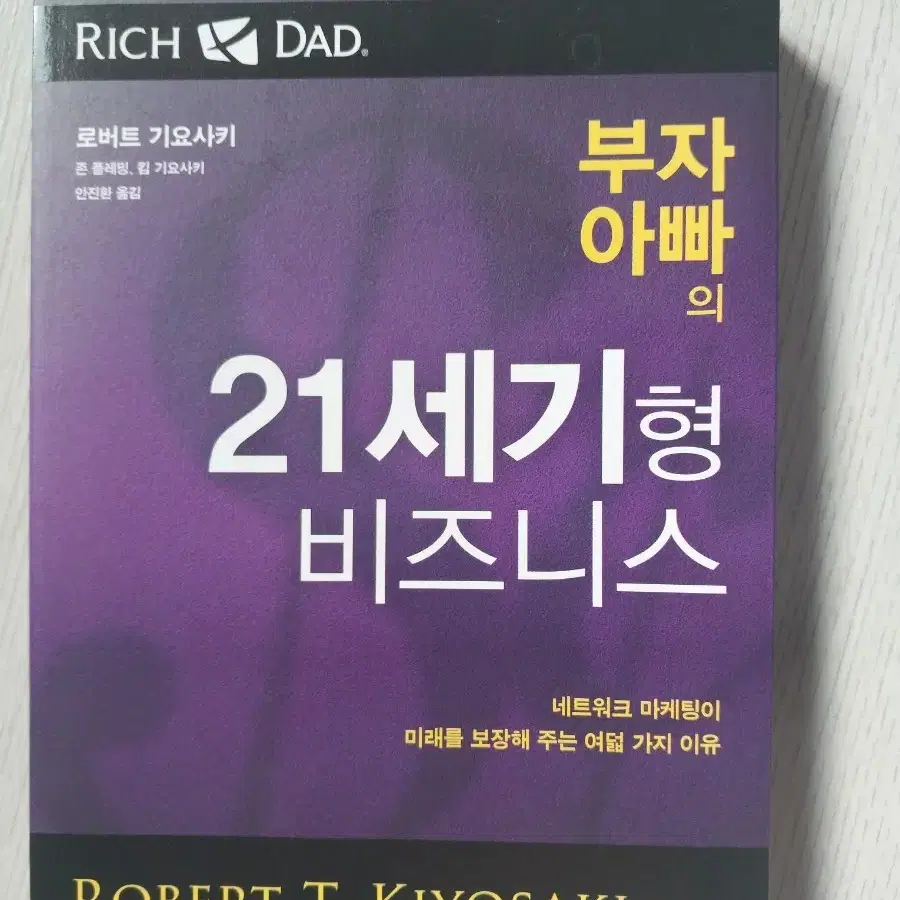 RICH DAD®
로버트 기요사키
존 플레밍, 킴 기요사키
안진환 옮김
부자
아빠
의
21세기형
비즈니스
네트워크 마케팅이
미래를 보장해 주는 여덟 가지 이유
ROBERT T. KIYOSAKI